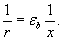 1/r = ε_b 1/x.